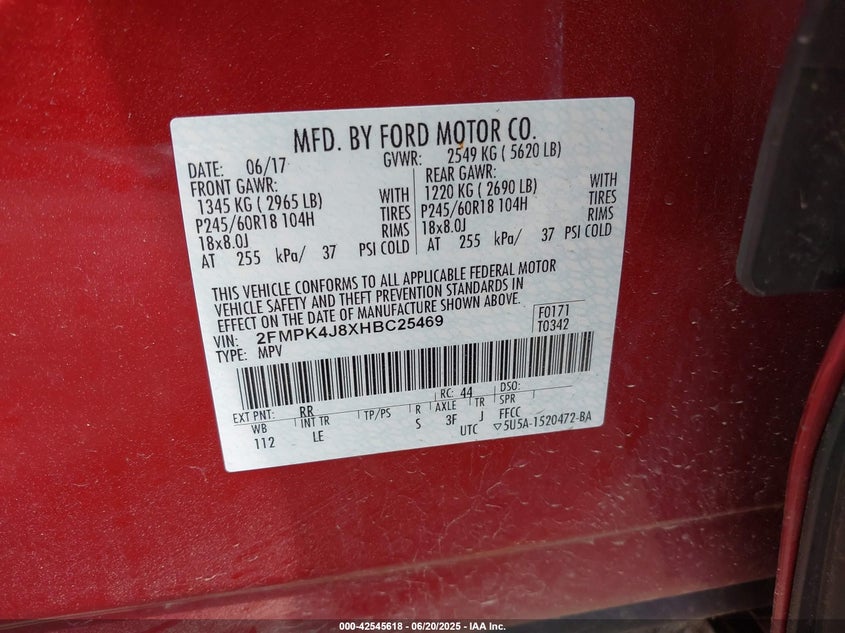 MFD. BY FORD MOTOR CO.
DATE: 06/17 GVWR: 2549 KG ( 5620 LB)
FRONT GAWR: REAR GAWR:
1345 KG ( 2965 LB) WITH 1220 KG ( 2690 LB) WITH
P245/60R18 104H TIRES P245/60R18 104H TIRES
18x8.0J RIMS 18x8.0J RIMS
AT 255 kPa/ 37 PSI COLD AT 255 kPa/ 37 PSI COLD
THIS VEHICLE CONFORMS TO ALL APPLICABLE FEDERAL MOTOR
VEHICLE SAFETY AND THEFT PREVENTION STANDARDS IN
EFFECT ON THE DATE OF MANUFACTURE SHOWN ABOVE.
VIN: 2FMPK4J8XHBC25469 F0171
TYPE: MPV T0342
EXT PNT: RR RC: 44 DSO:
WB INT TR TP/PS R AXLE TR SPR
112 LE S 3F J FFCC
UTC ▽5U5A-1520472-BA
000-42545618 - 06/20/2025 - IAA Inc.